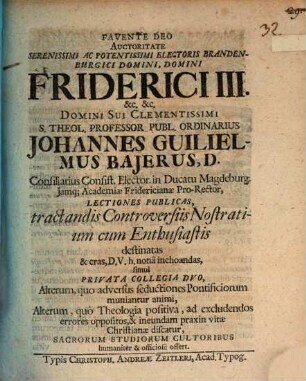 32
FAVENTE DEO
AUCTORITATE
SERENISSIMI AC POTENTISSIMI ELECTORIS BRANDEN-
BURGICI DOMINI, DOMINI
FRIDERICI III.
&c. &c.
DOMINI SUI CLEMENTISSIMI
S. THEOL. PROFESSOR PUBL. ORDINARIUS
JOHANNES GUILIEL-
MUS BAJERUS, D.
Consiliarius Consist. Elector. in Ducatu Magdeburg.
jamq; Academiæ Fridericianæ Pro-Rector,
LECTIONES PUBLICAS,
tractandis Controversiis Nostrati-
um cum Enthusiastis
destinatas
& cras, D. V. h. nona inchoandas,
simul
PRIVATA COLLEGIA DUO,
Alterum, quo adversus seductiones Pontificiorum
muniantur animi,
Alterum, quo Theologia positiva, ad excludendos
errores oppositos, & ineundam praxin vitæ
Christianæ discatur,
SACRORUM STUDIORUM CULTORIBUS
humaniter & officiose offert.
Typis CHRISTOPH. ANDREÆ ZEITLERI, Acad. Typog.